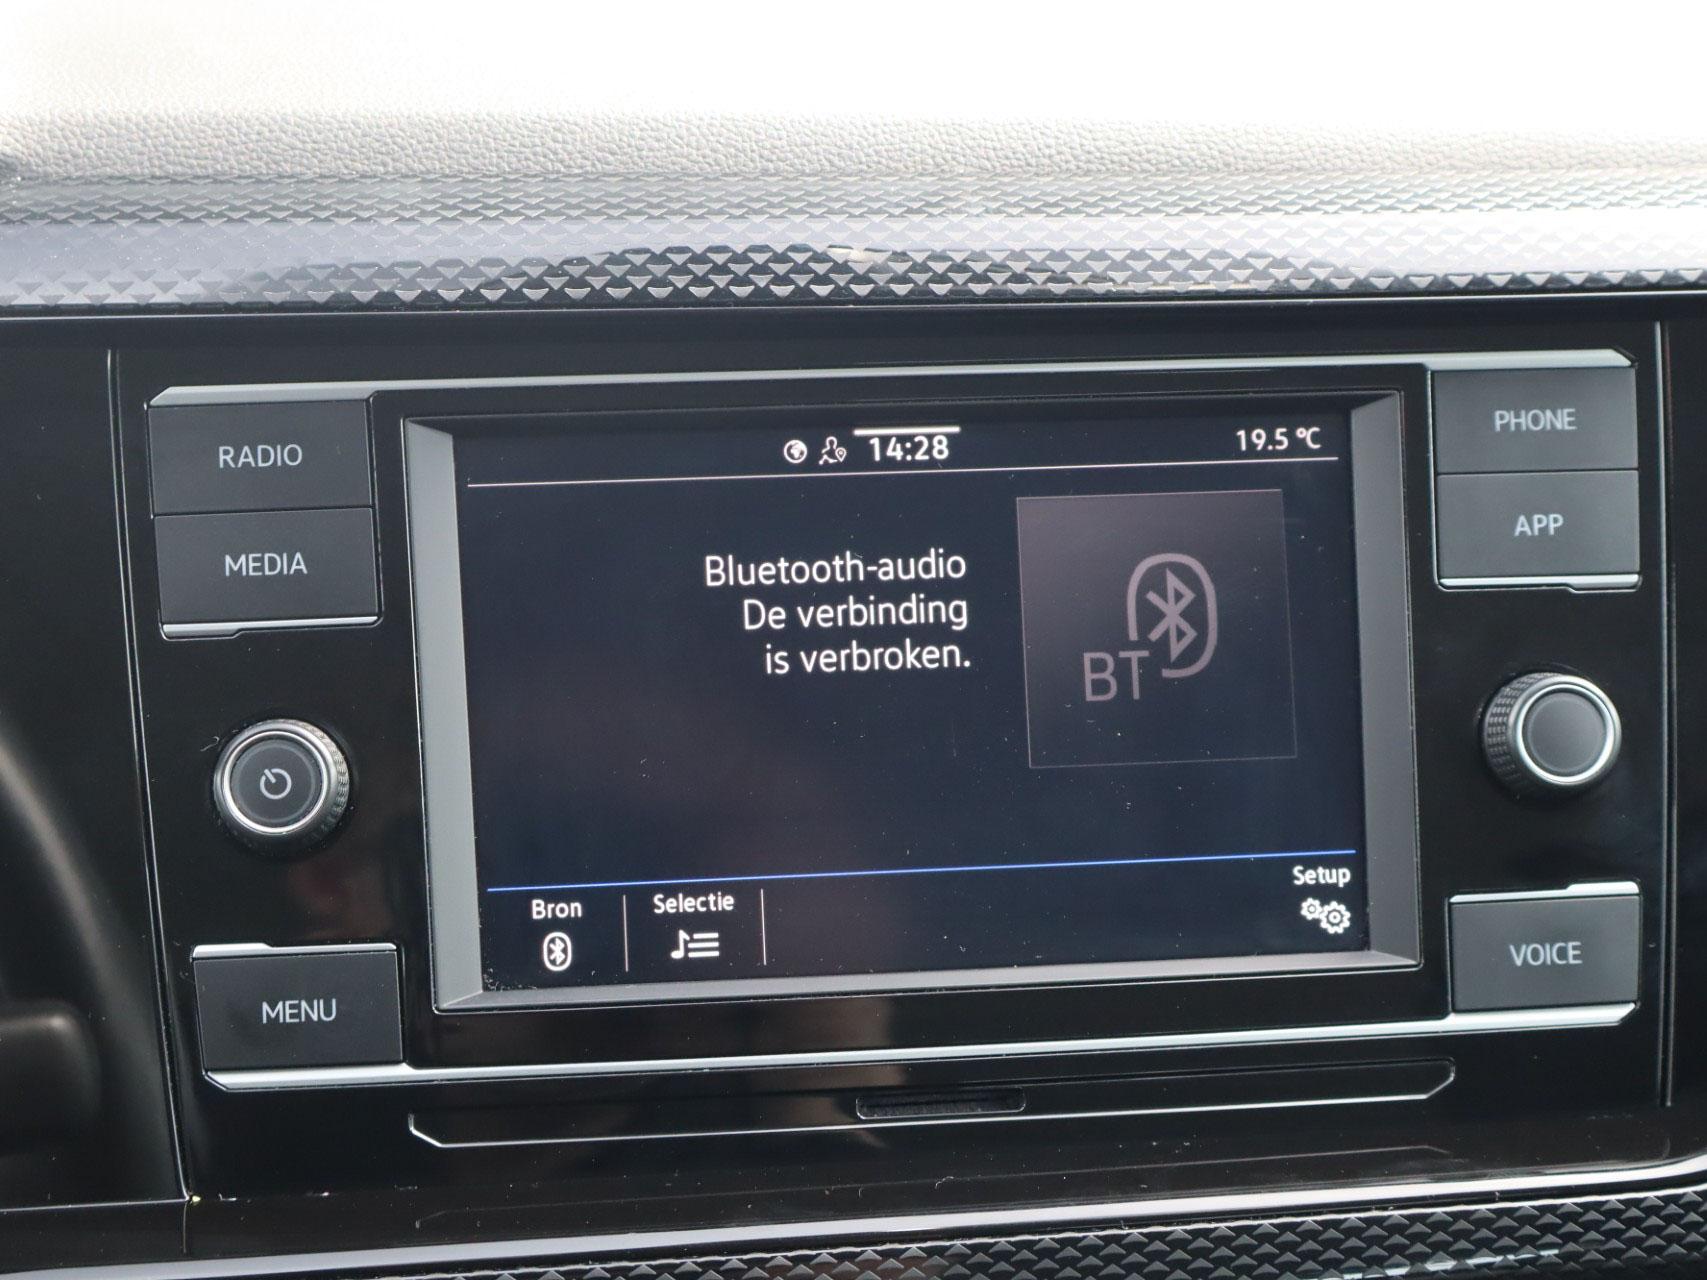 RADIO
MEDIA
MENU
14:28
19.5 °C
Bluetooth-audio
De verbinding
is verbroken.
BT
Bron
Selectie
Setup
PHONE
APP
VOICE